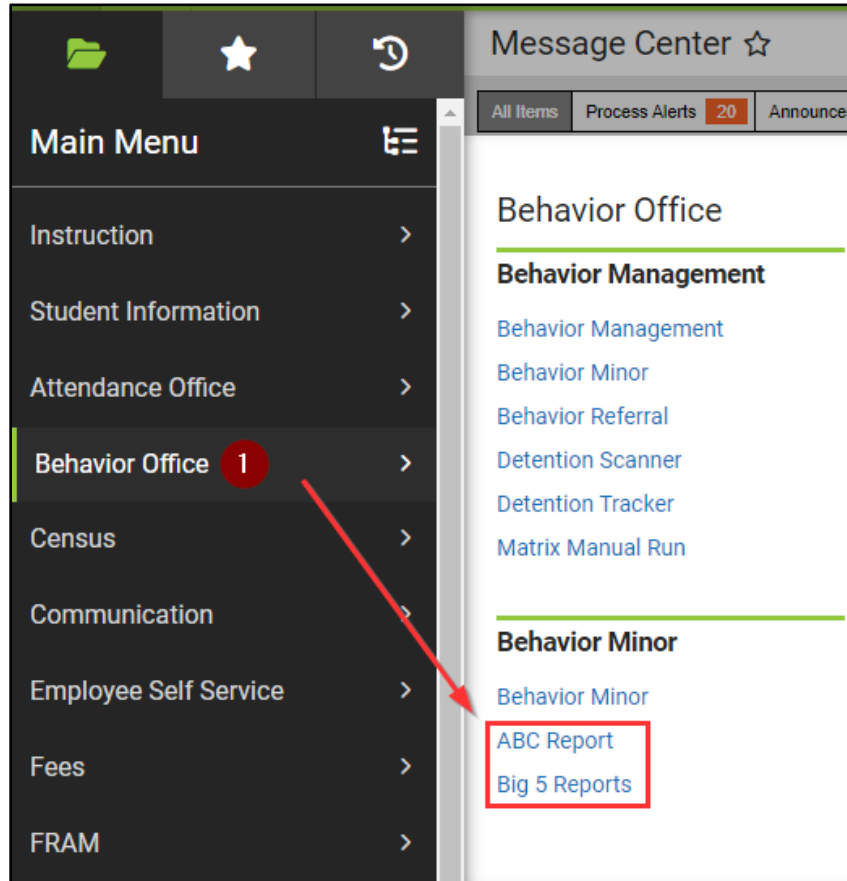 Main Menu
Instruction
Student Information
Attendance Office
Behavior Office 1
Census
Communication
Employee Self Service
Fees
FRAM
Message Center
All Items Process Alerts 20 Announce
Behavior Office
Behavior Management
Behavior Management
Behavior Minor
Behavior Referral
Detention Scanner
Detention Tracker
Matrix Manual Run
Behavior Minor
Behavior Minor
ABC Report
Big 5 Reports